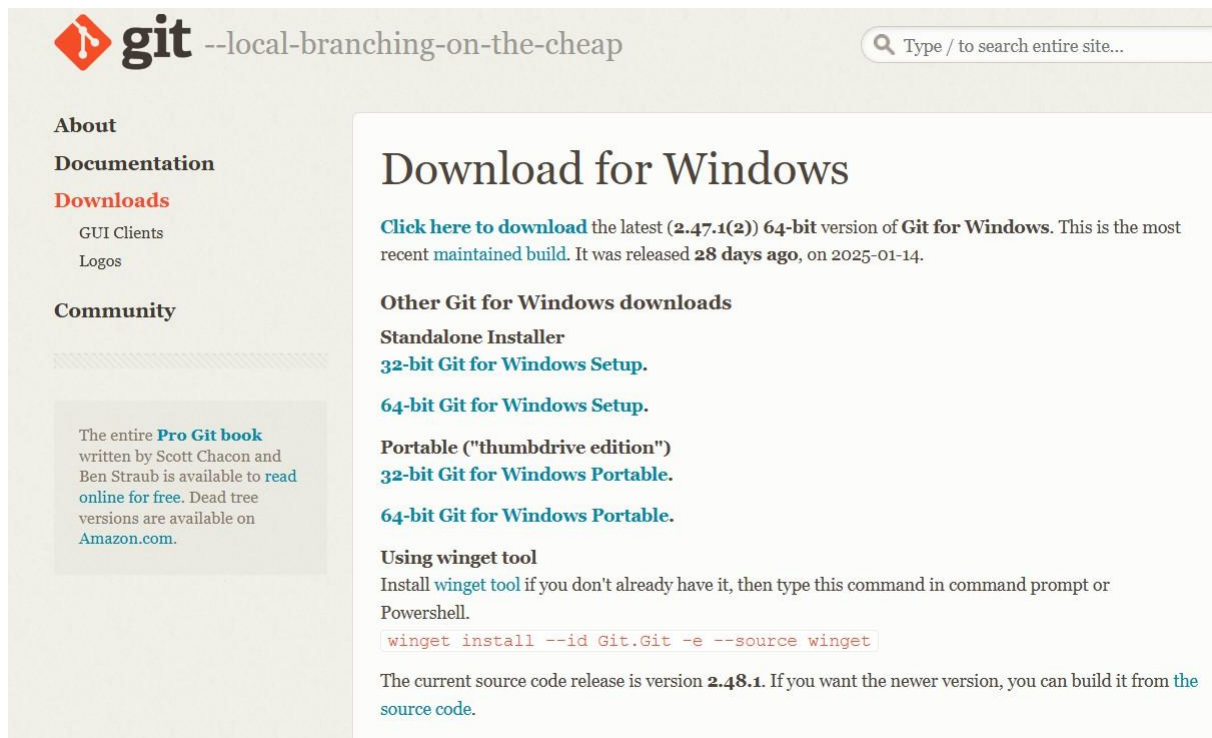 git --local-branching-on-the-cheap
Type / to search entire site...
About
Documentation
Downloads
GUI Clients
Logos
Community
The entire Pro Git book
written by Scott Chacon and
Ben Straub is available to read
online for free. Dead tree
versions are available on
Amazon.com.
Download for Windows
Click here to download the latest (2.47.1(2)) 64-bit version of Git for Windows. This is the most
recent maintained build. It was released 28 days ago, on 2025-01-14.
Other Git for Windows downloads
Standalone Installer
32-bit Git for Windows Setup.
64-bit Git for Windows Setup.
Portable ("thumbdrive edition")
32-bit Git for Windows Portable.
64-bit Git for Windows Portable.
Using winget tool
Install winget tool if you don't already have it, then type this command in command prompt or
Powershell.
winget install --id Git.Git -e --source winget
The current source code release is version 2.48.1. If you want the newer version, you can build it from the
source code.